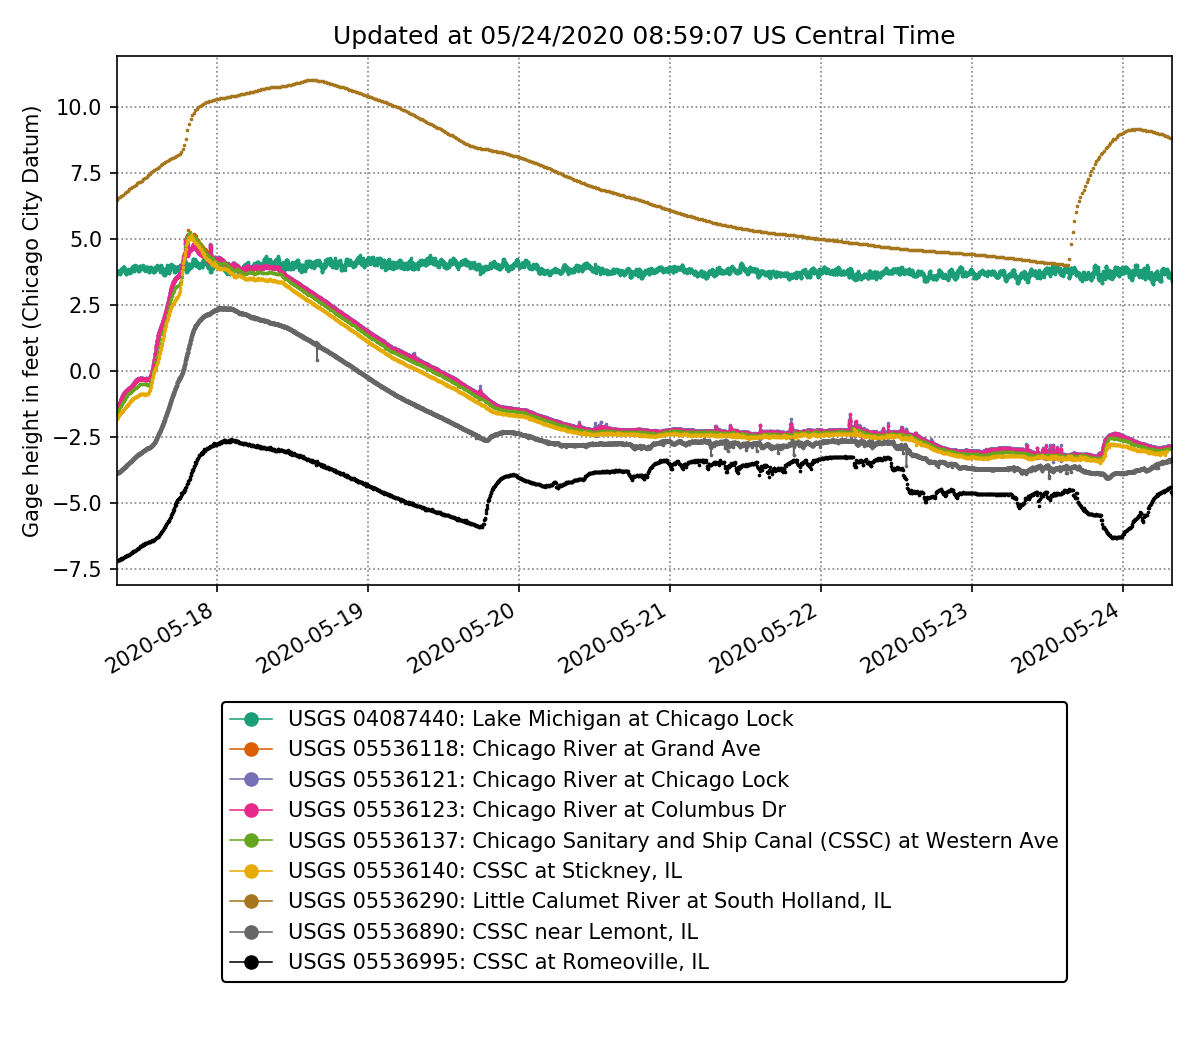 Updated at 05/24/2020 08:59:07 US Central Time
Gage height in feet (Chicago City Datum)
10.0
7.5
5.0
2.5
0.0
−2.5
−5.0
−7.5
2020-05-18
2020-05-19
2020-05-20
2020-05-21
2020-05-22
2020-05-23
2020-05-24
USGS 04087440: Lake Michigan at Chicago Lock
USGS 05536118: Chicago River at Grand Ave
USGS 05536121: Chicago River at Chicago Lock
USGS 05536123: Chicago River at Columbus Dr
USGS 05536137: Chicago Sanitary and Ship Canal (CSSC) at Western Ave
USGS 05536140: CSSC at Stickney, IL
USGS 05536290: Little Calumet River at South Holland, IL
USGS 05536890: CSSC near Lemont, IL
USGS 05536995: CSSC at Romeoville, IL